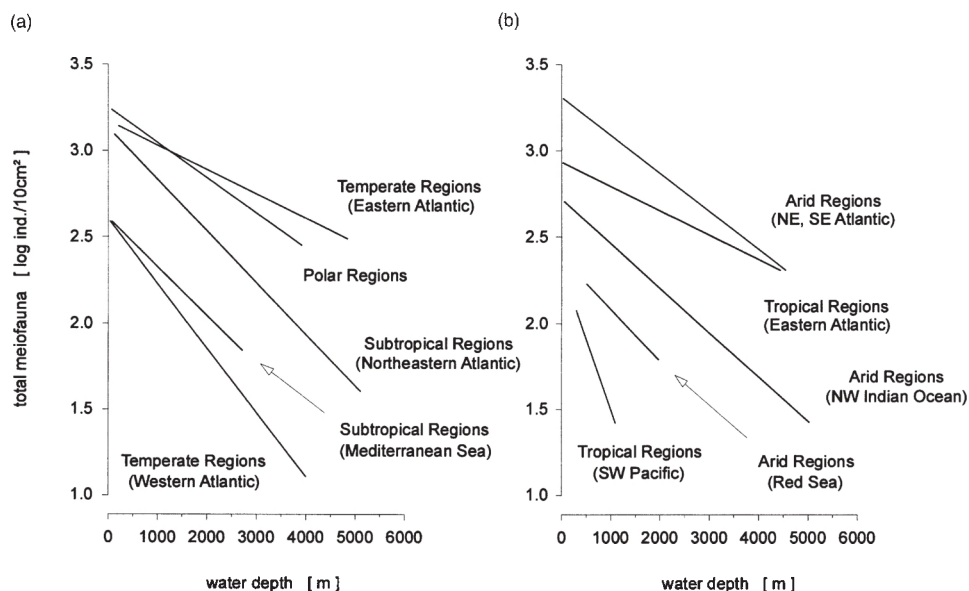 (a)
3.5
3.0
2.5
2.0
1.5
1.0
total meiofauna [ log ind./10cm² ]
Temperate Regions
(Eastern Atlantic)
Polar Regions
Subtropical Regions
(Northeastern Atlantic)
Subtropical Regions
(Mediterranean Sea)
Temperate Regions
(Western Atlantic)
0 1000 2000 3000 4000 5000 6000
water depth [ m ]
(b)
3.5
3.0
2.5
2.0
1.5
1.0
Arid Regions
(NE, SE Atlantic)
Tropical Regions
(Eastern Atlantic)
Arid Regions
(NW Indian Ocean)
Tropical Regions
(SW Pacific)
Arid Regions
(Red Sea)
0 1000 2000 3000 4000 5000 6000
water depth [ m ]